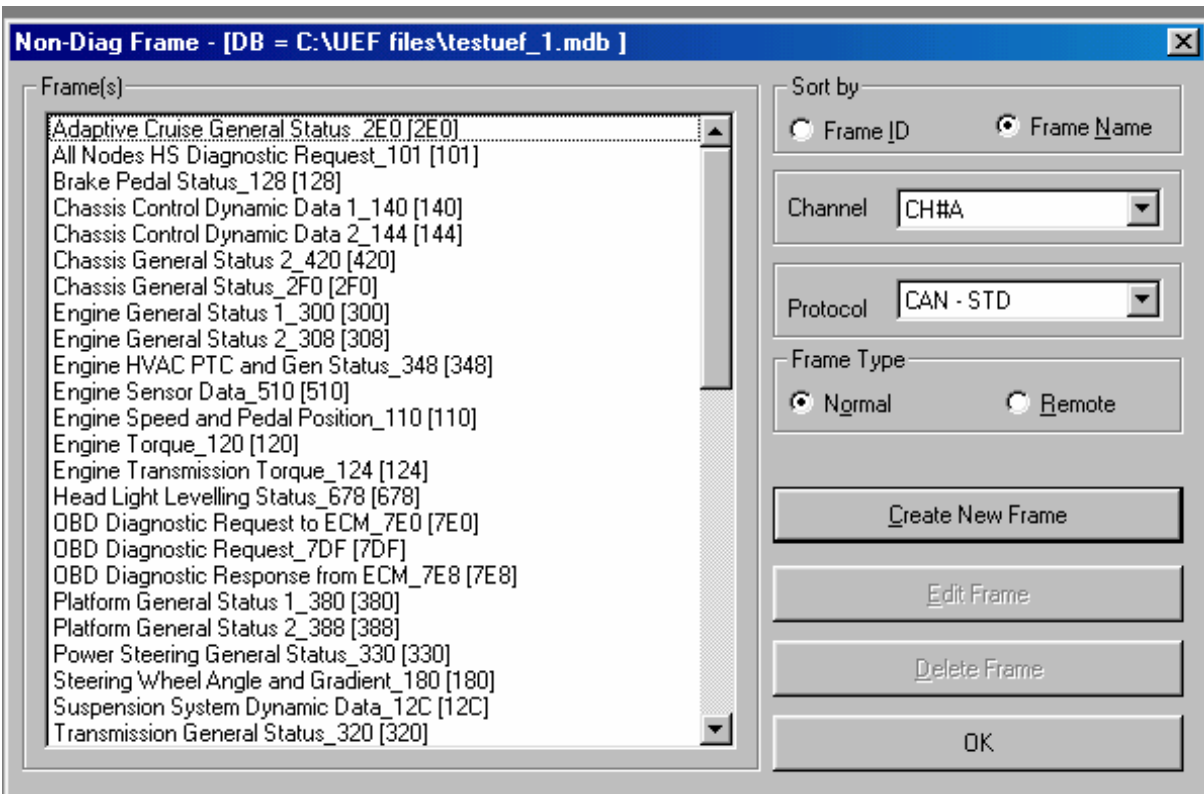 Non-Diag Frame - [DB = C:\UEF files\testuef_1.mdb ]
Frame(s)
Adaptive Cruise General Status_2E0 [2E0]
All Nodes HS Diagnostic Request_101 [101]
Brake Pedal Status_128 [128]
Chassis Control Dynamic Data 1_140 [140]
Chassis Control Dynamic Data 2_144 [144]
Chassis General Status 2_420 [420]
Chassis General Status_2F0 [2F0]
Engine General Status 1_300 [300]
Engine General Status 2_308 [308]
Engine HVAC PTC and Gen Status_348 [348]
Engine Sensor Data_510 [510]
Engine Speed and Pedal Position_110 [110]
Engine Torque_120 [120]
Engine Transmission Torque_124 [124]
Head Light Levelling Status_678 [678]
OBD Diagnostic Request to ECM_7E0 [7E0]
OBD Diagnostic Request_7DF [7DF]
OBD Diagnostic Response from ECM_7E8 [7E8]
Platform General Status 1_380 [380]
Platform General Status 2_388 [388]
Power Steering General Status_330 [330]
Steering Wheel Angle and Gradient_180 [180]
Suspension System Dynamic Data_12C [12C]
Transmission General Status_320 [320]
Sort by
Frame ID
Frame Name
Channel
CH#A
Protocol
CAN - STD
Frame Type
Normal
Remote
Create New Frame
Edit Frame
Delete Frame
OK